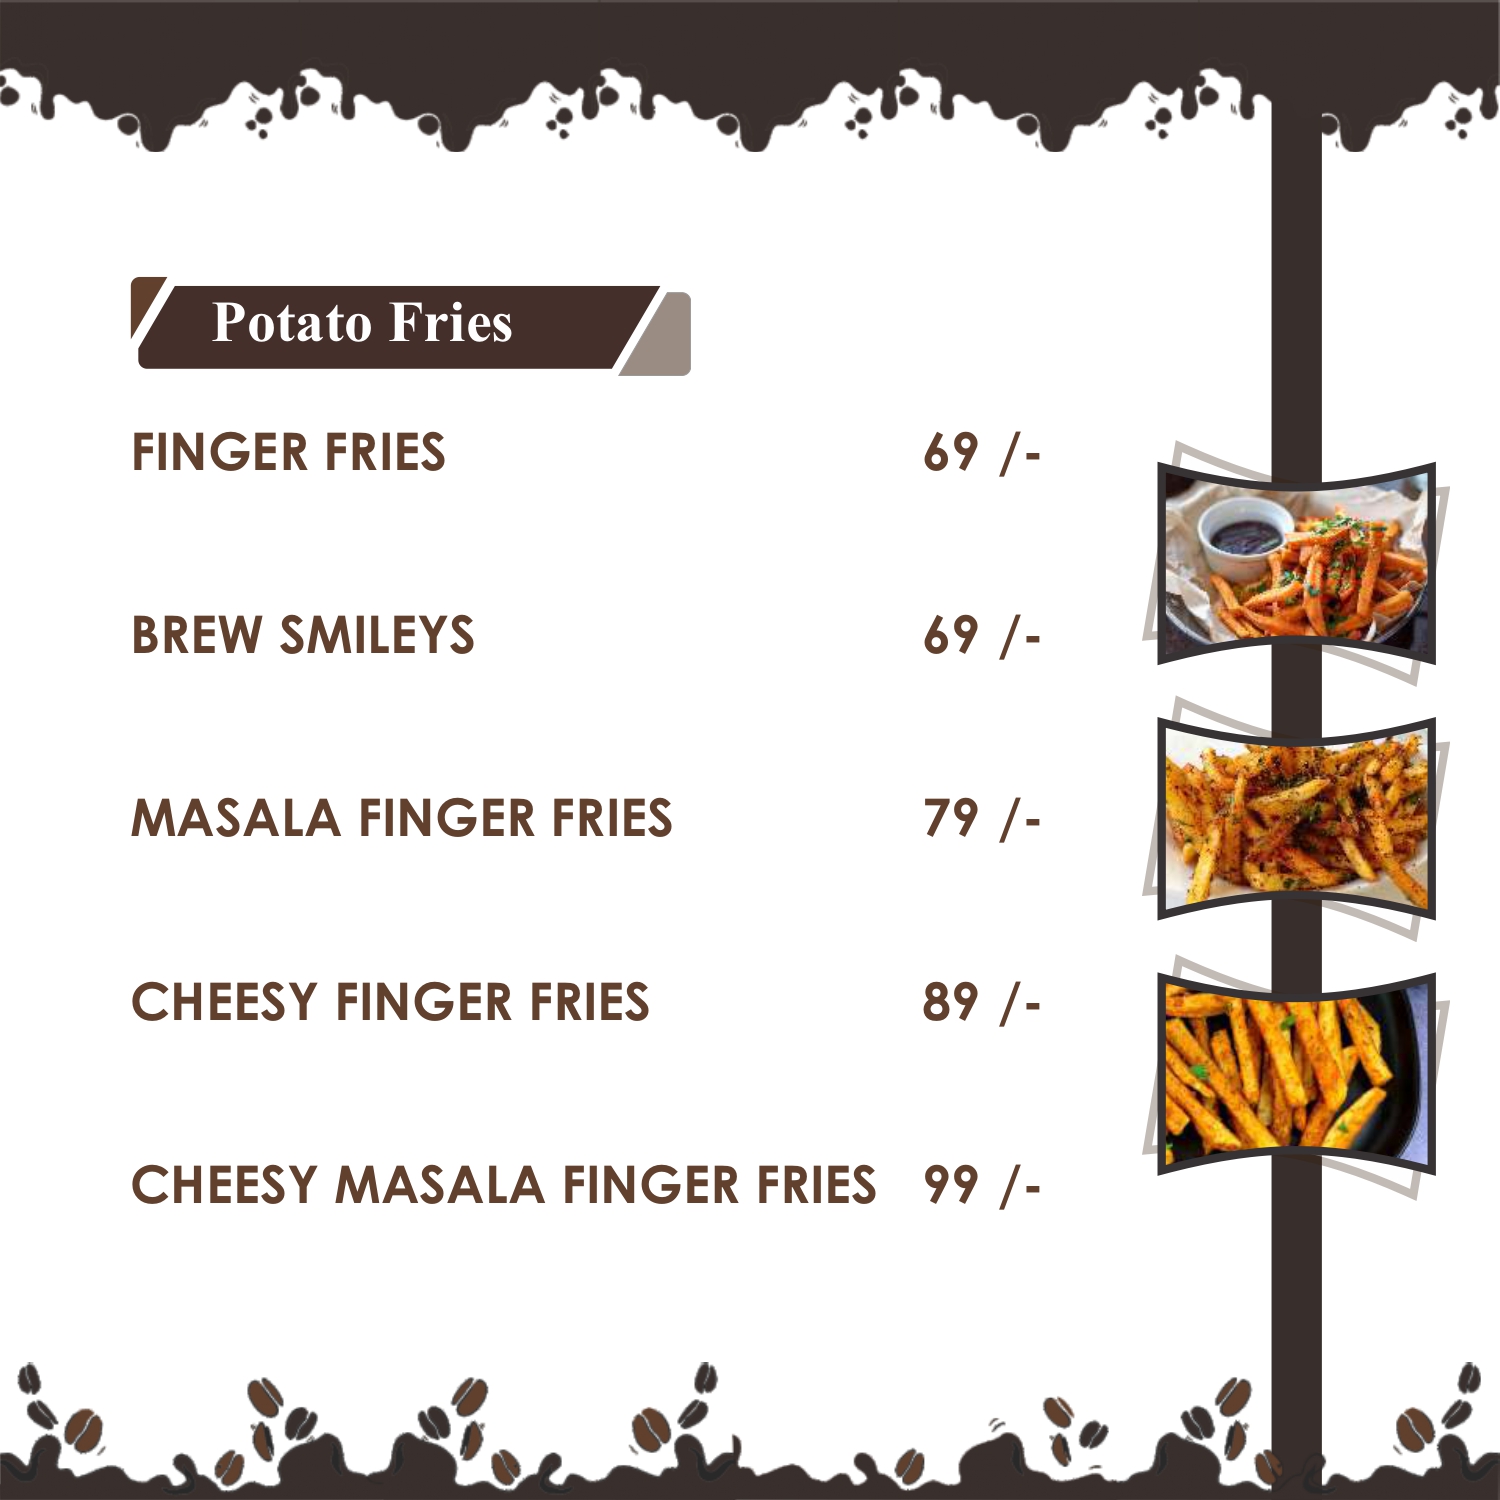 Potato Fries
FINGER FRIES 69 /-
BREW SMILEYS 69 /-
MASALA FINGER FRIES 79 /-
CHEESY FINGER FRIES 89 /-
CHEESY MASALA FINGER FRIES 99 /-